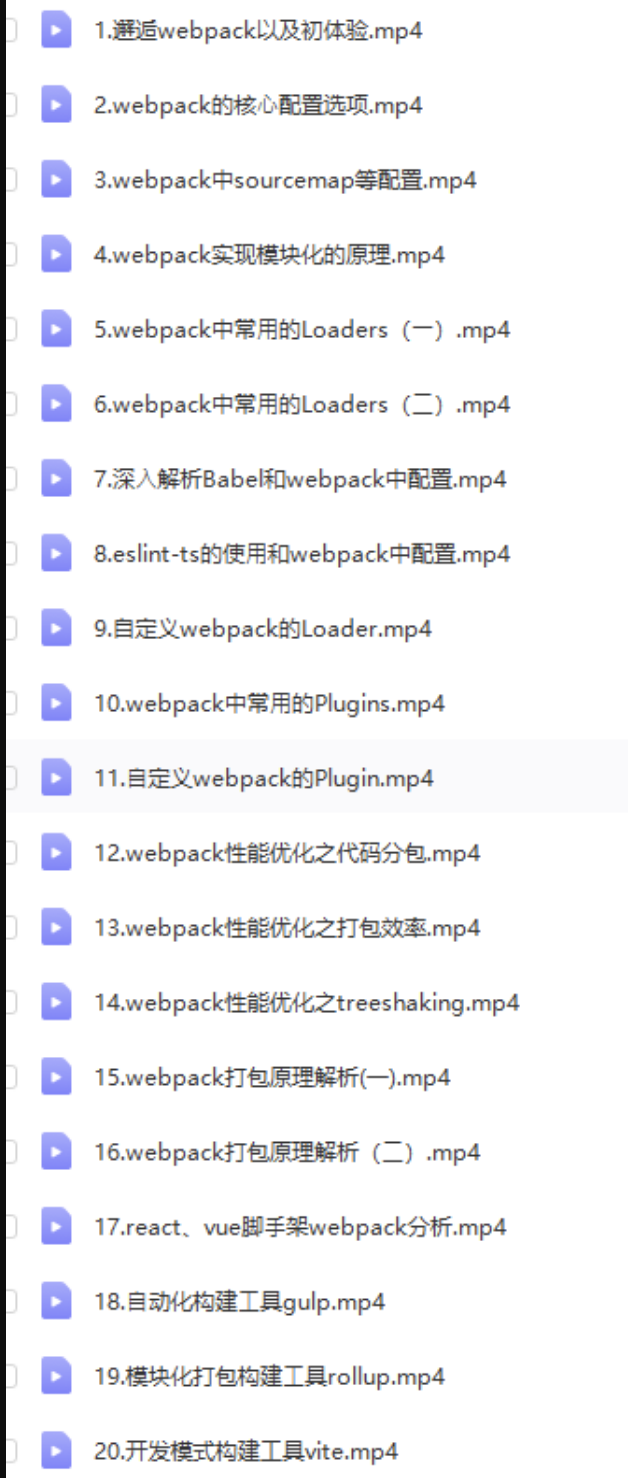 1.邂逅webpack以及初体验.mp4
2.webpack的核心配置选项.mp4
3.webpack中sourcemap等配置.mp4
4.webpack实现模块化的原理.mp4
5.webpack中常用的Loaders（一）.mp4
6.webpack中常用的Loaders（二）.mp4
7.深入解析Babel和webpack中配置.mp4
8.eslint-ts的使用和webpack中配置.mp4
9.自定义webpack的Loader.mp4
10.webpack中常用的Plugins.mp4
11.自定义webpack的Plugin.mp4
12.webpack性能优化之代码分包.mp4
13.webpack性能优化之打包效率.mp4
14.webpack性能优化之treeshaking.mp4
15.webpack打包原理解析(一).mp4
16.webpack打包原理解析（二）.mp4
17.react、vue脚手架webpack分析.mp4
18.自动化构建工具gulp.mp4
19.模块化打包构建工具rollup.mp4
20.开发模式构建工具vite.mp4